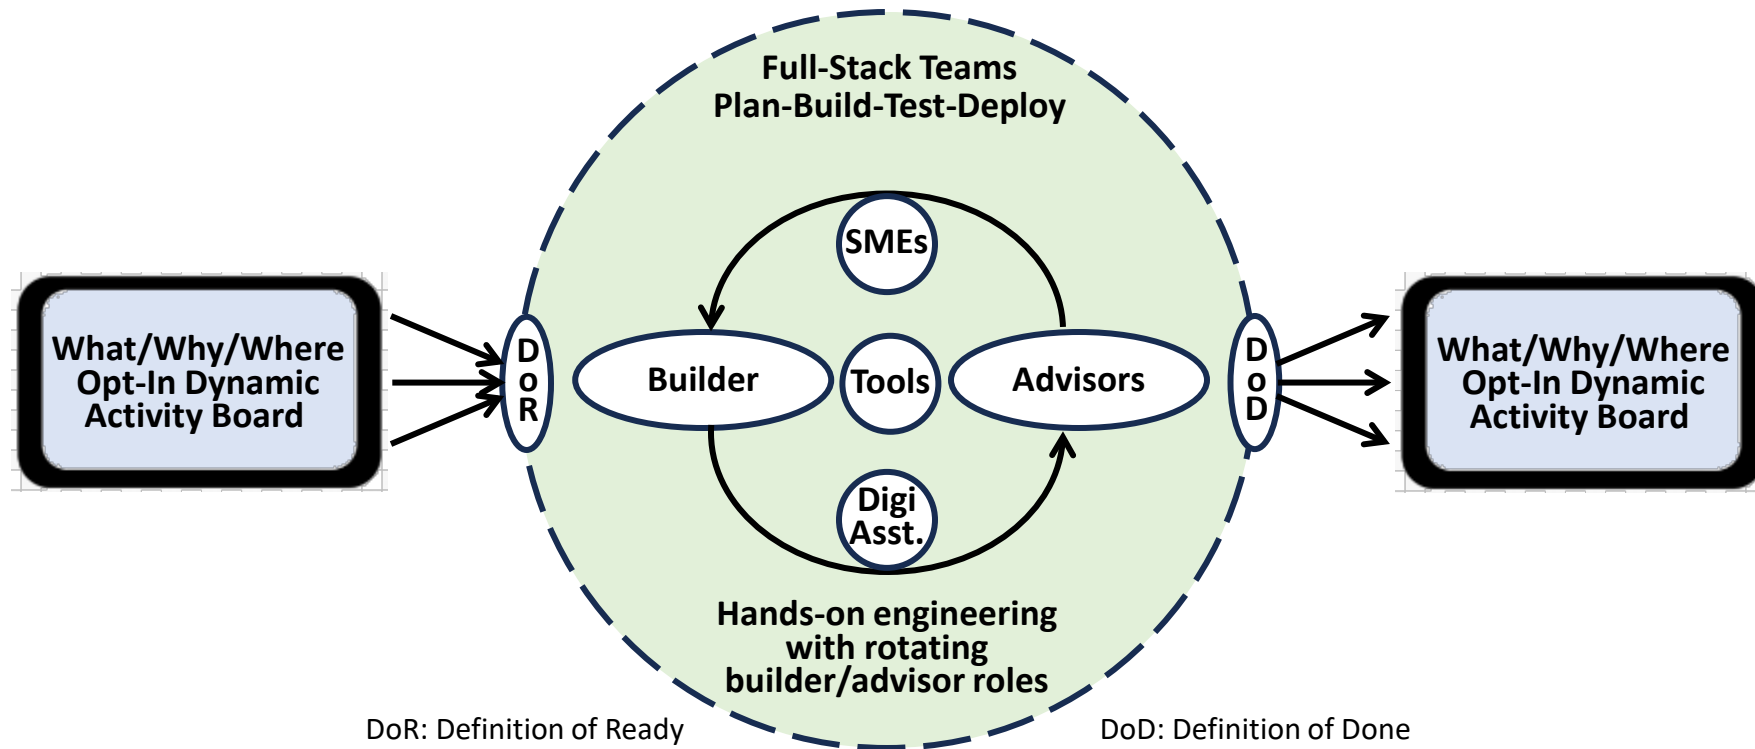 Full-Stack Teams
Plan-Build-Test-Deploy
What/Why/Where
Opt-In Dynamic
Activity Board
DoR
Builder
SMEs
Tools
Digi
Asst.
Advisors
DoD
What/Why/Where
Opt-In Dynamic
Activity Board
Hands-on engineering
with rotating
builder/advisor roles
DoR: Definition of Ready
DoD: Definition of Done